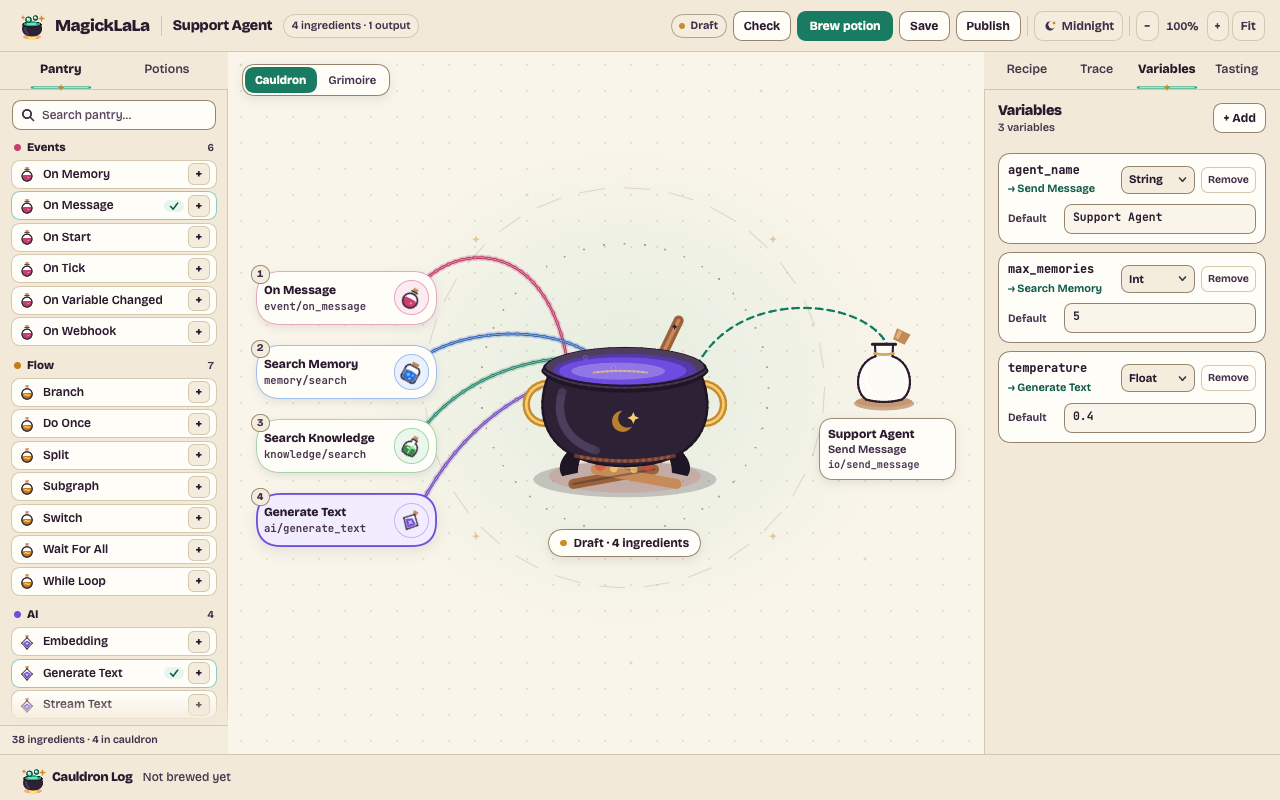 MagickLaLa
Support Agent
4 ingredients · 1 output
Draft
Check
Brew potion
Save
Publish
Midnight
−
100%
+
Fit
Pantry
Potions
Search pantry...
Events
6
On Memory
+
On Message
+
On Start
+
On Tick
+
On Variable Changed
+
On Webhook
+
Flow
7
Branch
+
Do Once
+
Split
+
Subgraph
+
Switch
+
Wait For All
+
While Loop
+
AI
4
Embedding
+
Generate Text
+
Stream Text
+
38 ingredients · 4 in cauldron
Cauldron
Grimoire
1
On Message
event/on_message
2
Search Memory
memory/search
3
Search Knowledge
knowledge/search
4
Generate Text
ai/generate_text
Draft · 4 ingredients
Support Agent
Send Message
io/send_message
Recipe
Trace
Variables
Tasting
Variables
3 variables
+ Add
agent_name
→ Send Message
String
Remove
Default
Support Agent
max_memories
→ Search Memory
Int
Remove
Default
5
temperature
→ Generate Text
Float
Remove
Default
0.4
Cauldron Log
Not brewed yet